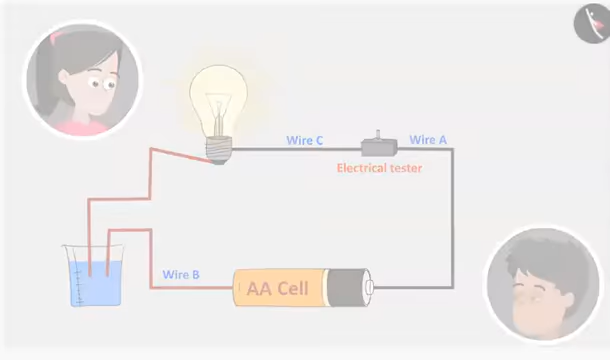 Wire C
Wire A
Electrical tester
Wire B
AA Cell